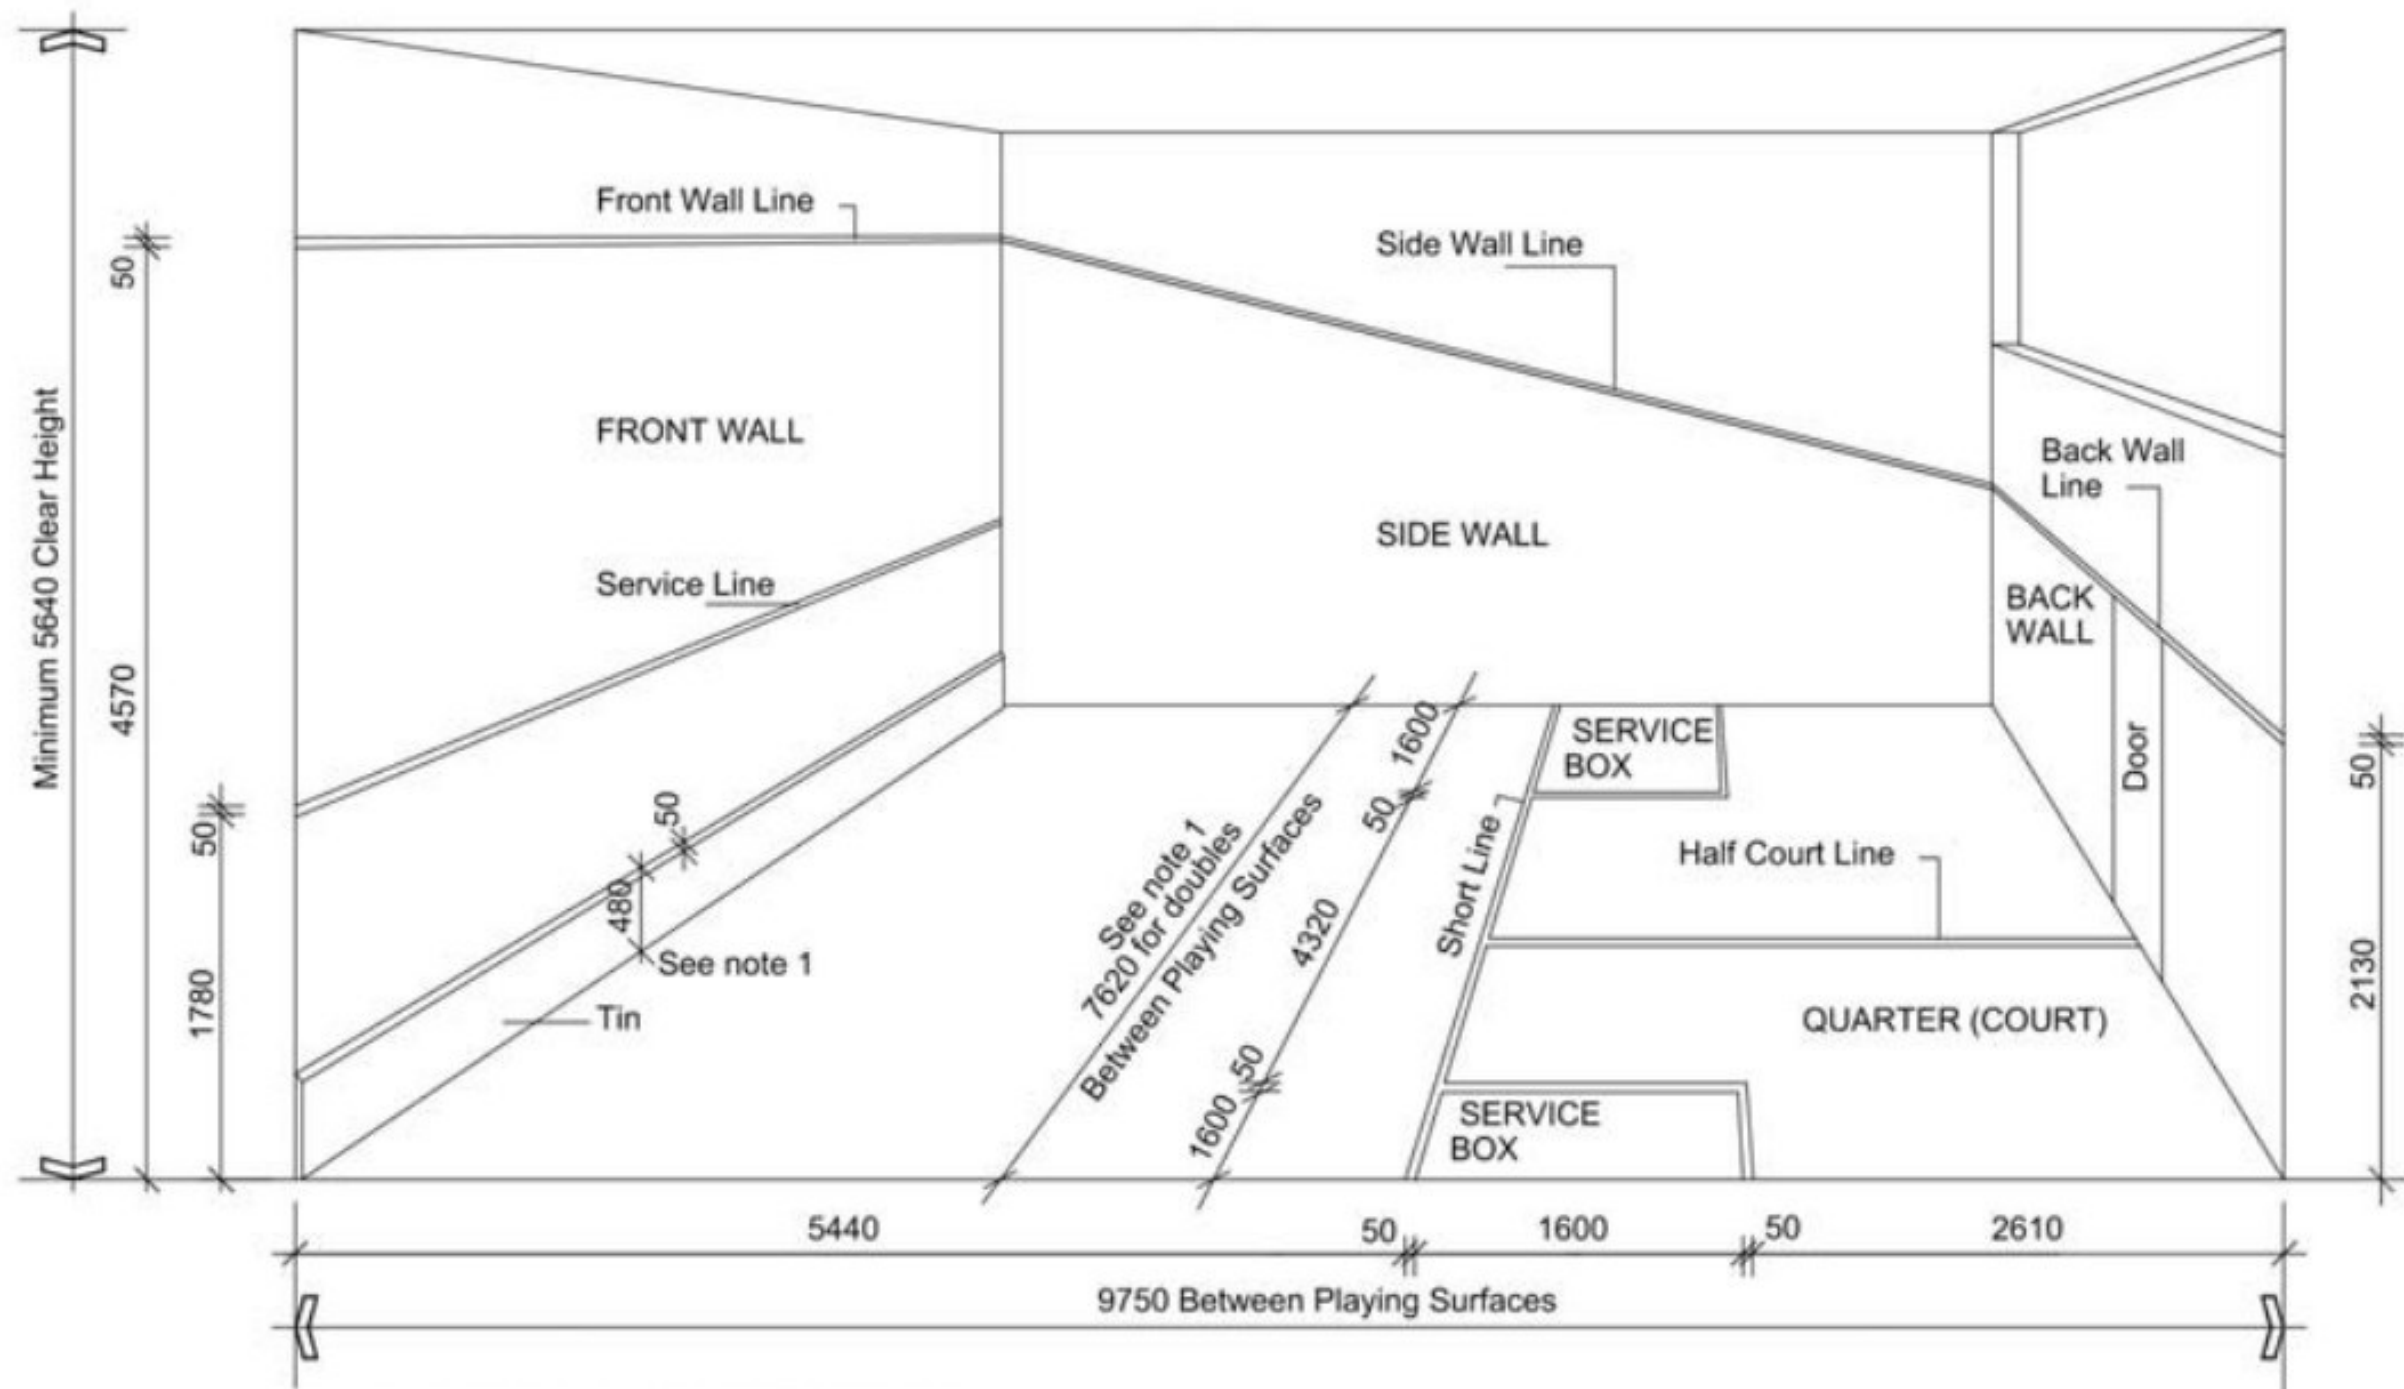 Minimum 5640 Clear Height
50
4570
50
1780
Front Wall Line
FRONT WALL
Service Line
50
480
See note 1
Tin
Side Wall Line
SIDE WALL
See note 1
7620 for doubles
Between Playing Surfaces
1600
50
4320
50
1600
Short Line
SERVICE
BOX
Half Court Line
QUARTER (COURT)
SERVICE
BOX
Back Wall
Line
BACK
WALL
Door
50
2130
5440
50
1600
50
2610
9750 Between Playing Surfaces